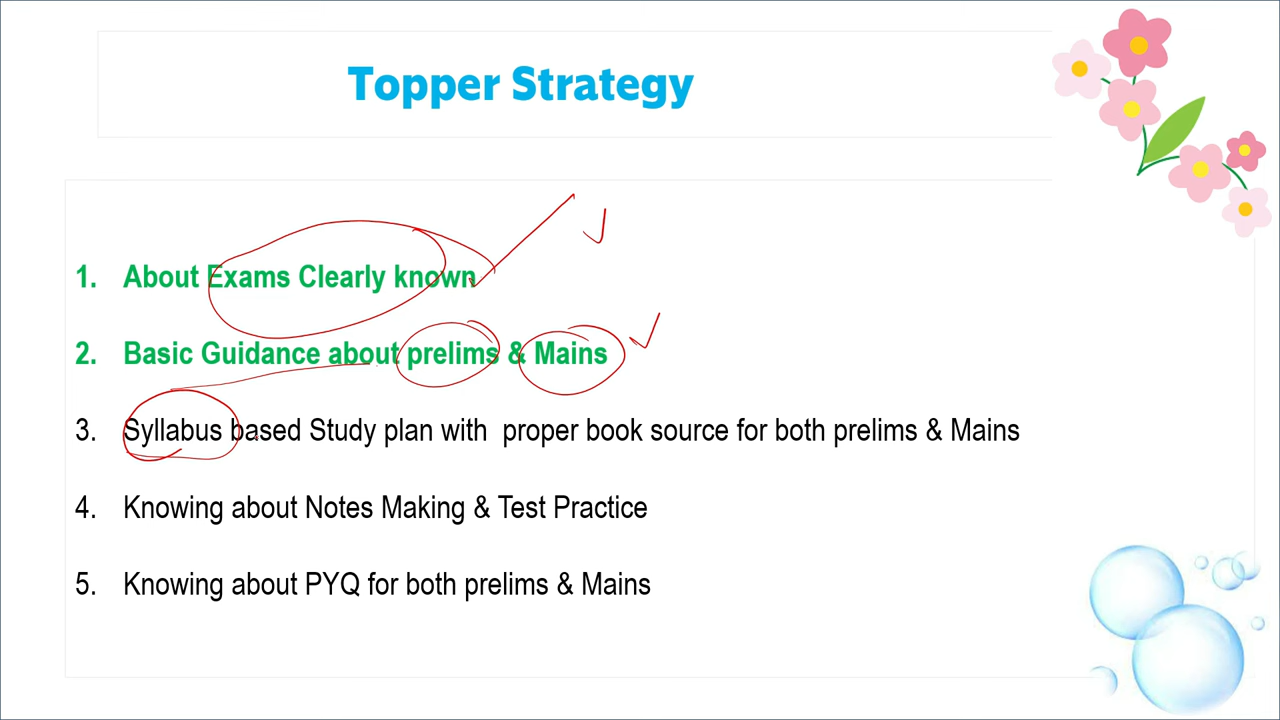 Topper Strategy
1. About Exams Clearly known
2. Basic Guidance about prelims & Mains
3. Syllabus based Study plan with proper book source for both prelims & Mains
4. Knowing about Notes Making & Test Practice
5. Knowing about PYQ for both prelims & Mains